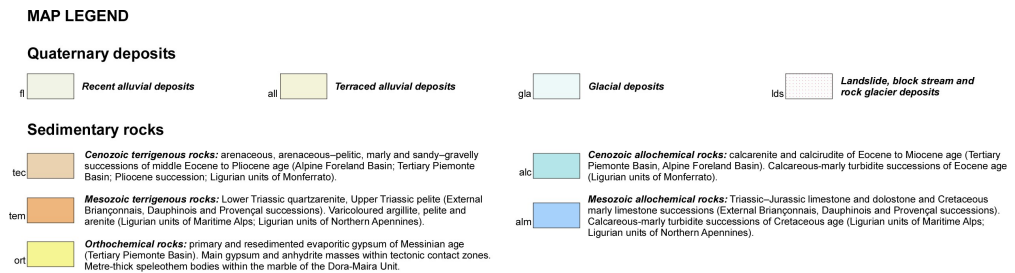 MAP LEGEND
Quaternary deposits
fl
Recent alluvial deposits
all
Terraced alluvial deposits
gla
Glacial deposits
lds
Landslide, block stream and
rock glacier deposits
Sedimentary rocks
tec
Cenozoic terrigenous rocks: arenaceous, arenaceous–pelitic, marly and sandy–gravelly
successions of middle Eocene to Pliocene age (Alpine Foreland Basin; Tertiary Piemonte
Basin; Pliocene succession; Ligurian units of Monferrato).
tem
Mesozoic terrigenous rocks: Lower Triassic quartzarenite, Upper Triassic pelite (External
Briançonnais, Dauphinois and Provençal successions). Varicoloured argillite, pelite and
arenite (Ligurian units of Maritime Alps; Ligurian units of Northern Apennines).
ort
Orthochemical rocks: primary and resedimented evaporitic gypsum of Messinian age
(Tertiary Piemonte Basin). Main gypsum and anhydrite masses within tectonic contact zones.
Metre-thick speleothem bodies within the marble of the Dora-Maira Unit.
alc
Cenozoic allochemical rocks: calcarenite and calcirudite of Eocene to Miocene age (Tertiary
Piemonte Basin, Alpine Foreland Basin). Calcareous-marly turbidite successions of Eocene age
(Ligurian units of Monferrato).
alm
Mesozoic allochemical rocks: Triassic–Jurassic limestone and dolostone and Cretaceous
marly limestone successions (External Briançonnais, Dauphinois and Provençal successions).
Calcareous-marly turbidite successions of Cretaceous age (Ligurian units of Maritime Alps;
Ligurian units of Northern Apennines).